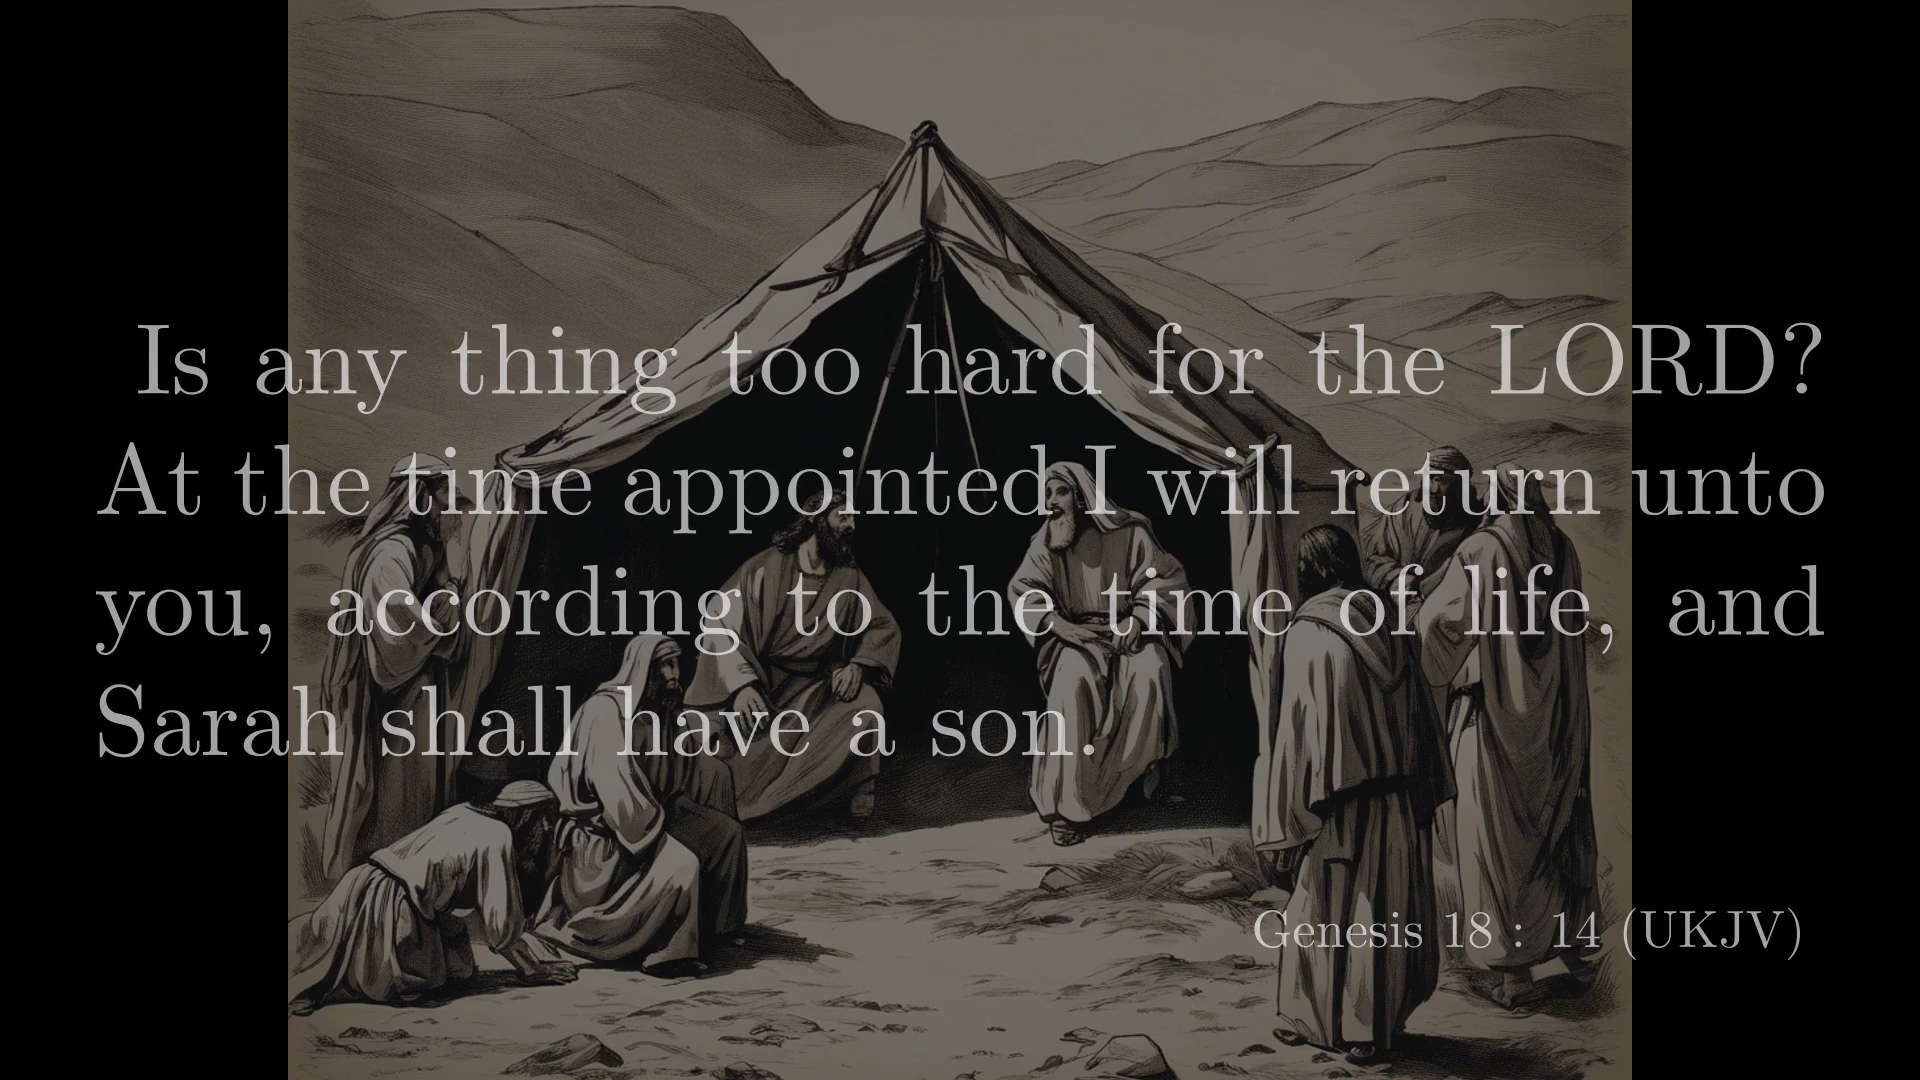 Is any thing too hard for the LORD?
At the time appointed I will return unto
you, according to the time of life, and
Sarah shall have a son.
Genesis 18 : 14 (UKJV)